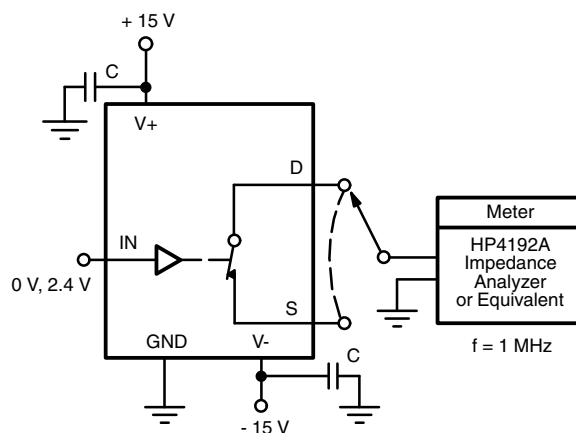 + 15 V
C
V+
D
Meter
IN
HP4192A
Impedance
Analyzer
or Equivalent
0 V, 2.4 V
S
GND
V-
C
f = 1 MHz
- 15 V